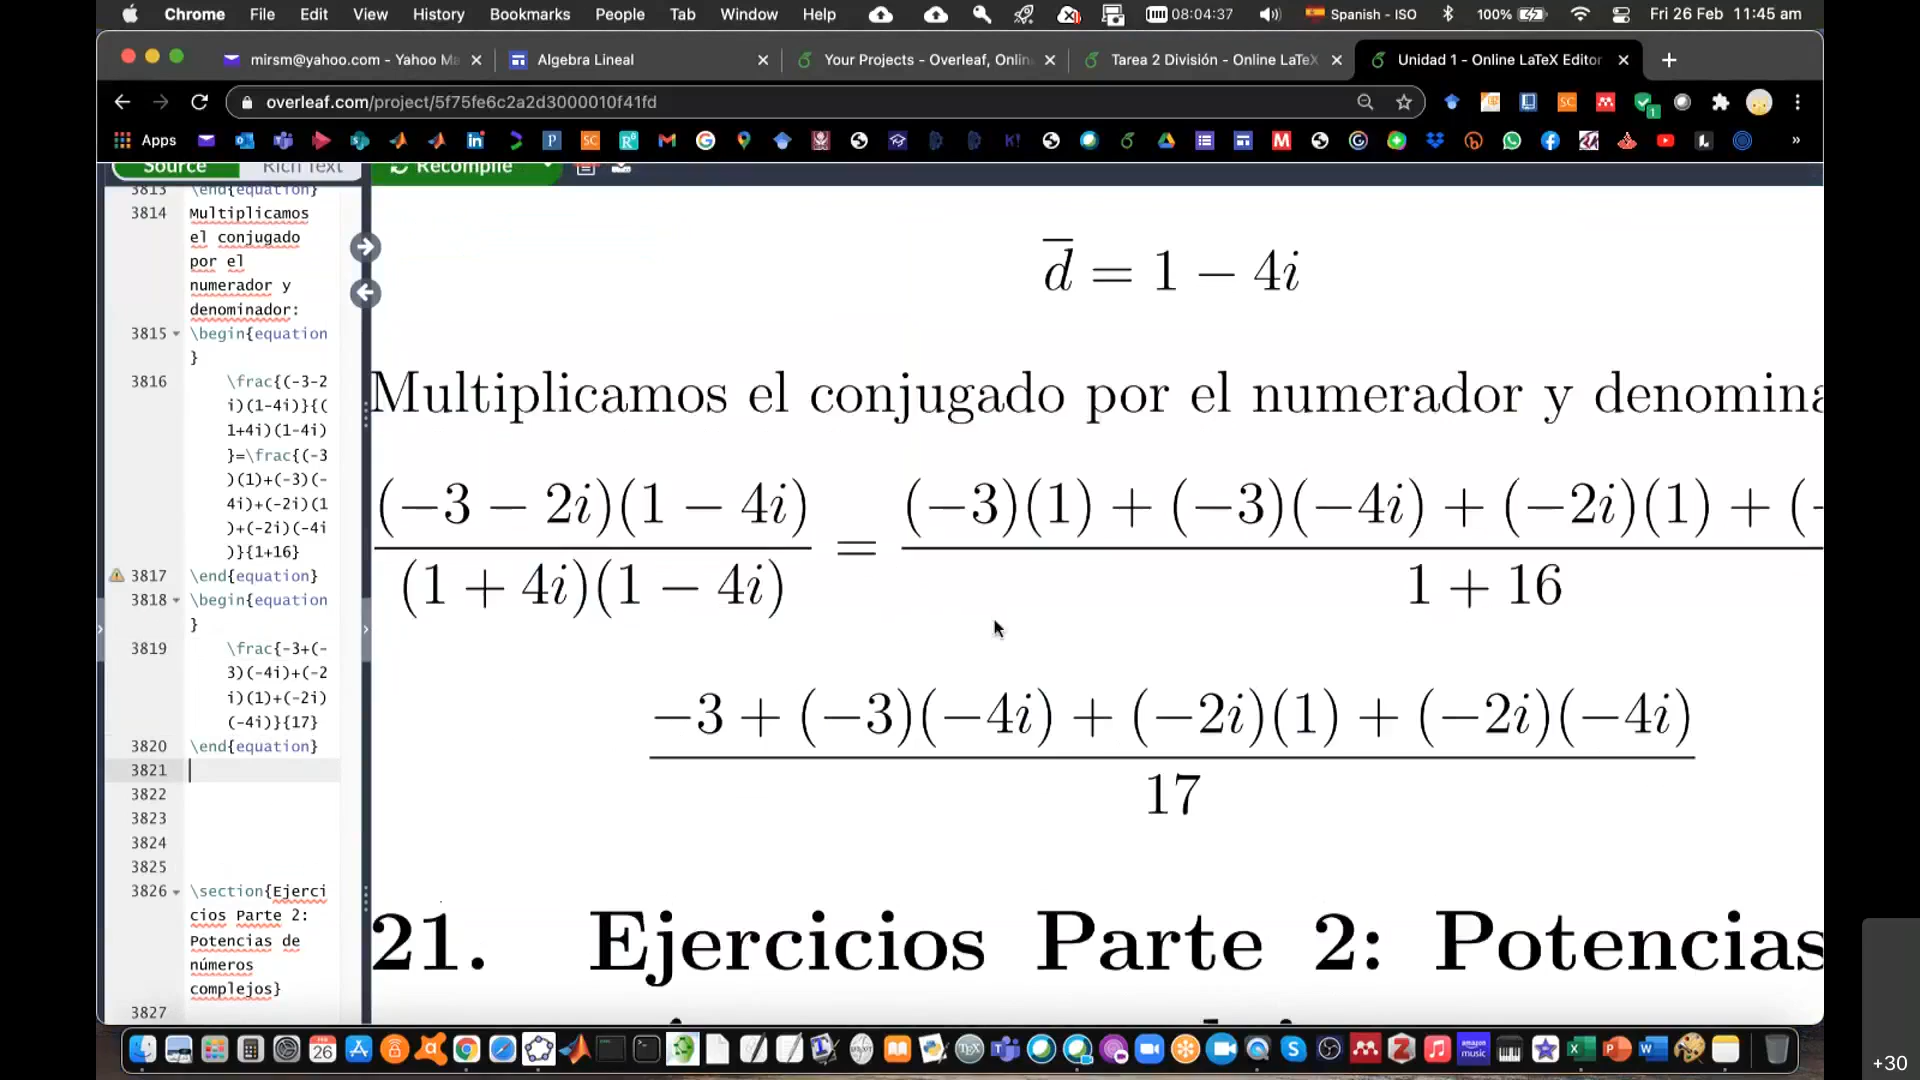 Chrome File Edit View History Bookmarks People Tab Window Help 08:04:37 Spanish - ISO 100% Fri 26 Feb 11:45 am
mirsm@yahoo.com - Yahoo Ma Algebra Lineal Your Projects - Overleaf, Onlin Tarea 2 División - Online LaTeX Unidad 1 - Online LaTeX Editor
overleaf.com/project/5f75fe6c2a2d3000010f41fd
Apps
Source Rich Text Recompile
3813 \end{equation}
3814 Multiplicamos
el conjugado
por el
numerador y
denominador:
3815 \begin{equation
}
3816 \frac{(-3-2
i)(1-4i)}{(
1+4i)(1-4i)
}=\frac{(-3
)(1)+(-3)(-
4i)+(-2i)(1
)+(-2i)(-4i
)}{1+16}
3817 \end{equation}
3818 \begin{equation
}
3819 \frac{-3+(-
3)(-4i)+(-2
i)(1)+(-2i)
(-4i)}{17}
3820 \end{equation}
3821
3822
3823
3824
3825
3826 \section{Ejerci
cios Parte 2:
Potencias de
números
complejos}
3827
d̅ = 1 − 4i
Multiplicamos el conjugado por el numerador y denomina
(−3 − 2i)(1 − 4i) / (1 + 4i)(1 − 4i) = (−3)(1) + (−3)(−4i) + (−2i)(1) + (− / 1 + 16
−3 + (−3)(−4i) + (−2i)(1) + (−2i)(−4i)
17
21. Ejercicios Parte 2: Potencias
+30